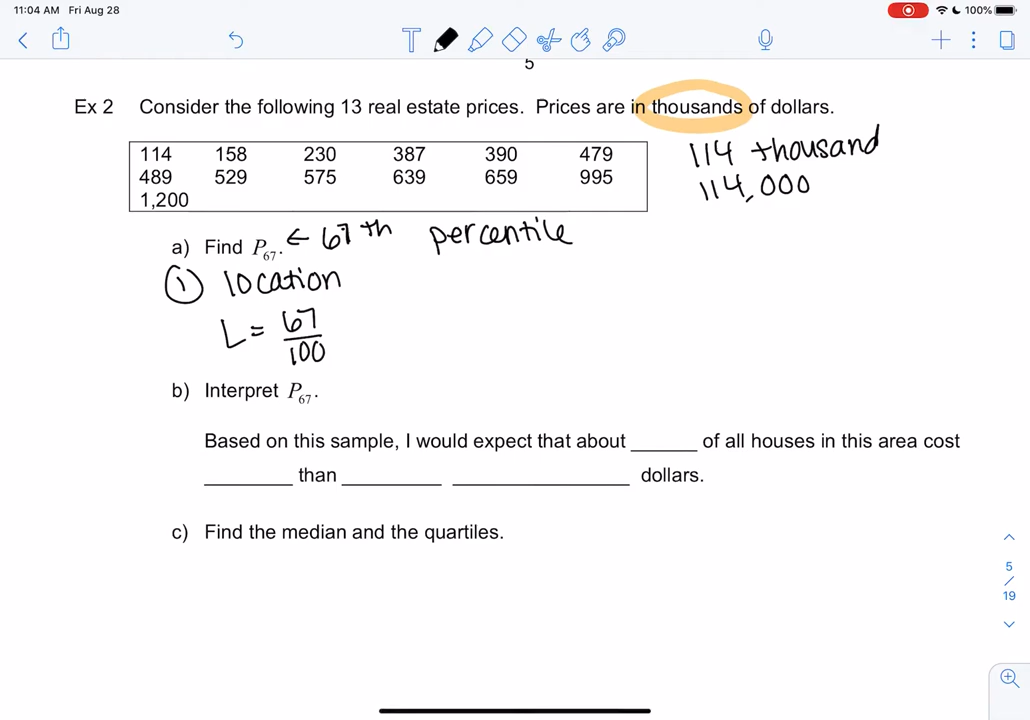 11:04 AM Fri Aug 28 100%
T
5
Ex 2 Consider the following 13 real estate prices. Prices are in thousands of dollars.
114 158 230 387 390 479
489 529 575 639 659 995
1,200
114 thousand
114,000
a) Find P67. ← 67th percentile
① location
L = 67/100
b) Interpret P67.
Based on this sample, I would expect that about ______ of all houses in this area cost
________ than _________ ________________ dollars.
c) Find the median and the quartiles.
5
/
19